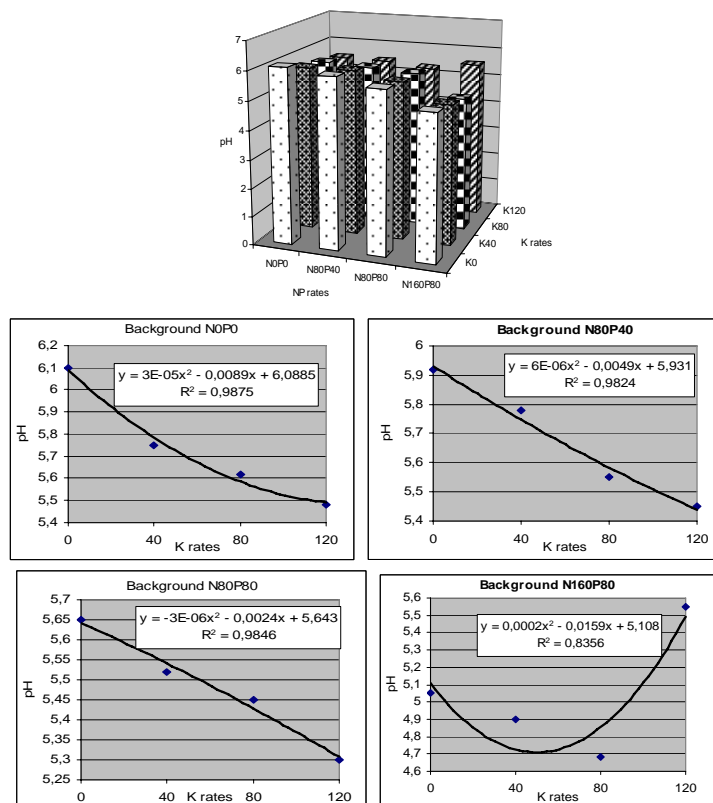 7
6
5
4
3
2
1
0
pH
N0P0
N80P40
N80P80
N160P80
NP rates
K0
K40
K80
K120
K rates
Background N0P0
6,2
6,1
6
5,9
5,8
5,7
5,6
5,5
5,4
pH
y = 3E-05x² - 0,0089x + 6,0885
R² = 0,9875
0 40 80 120
K rates
Background N80P40
6
5,9
5,8
5,7
5,6
5,5
5,4
pH
y = 6E-06x² - 0,0049x + 5,931
R² = 0,9824
0 40 80 120
K rates
Background N80P80
5,7
5,65
5,6
5,55
5,5
5,45
5,4
5,35
5,3
5,25
pH
y = -3E-06x² - 0,0024x + 5,643
R² = 0,9846
0 40 80 120
K rates
Background N160P80
5,6
5,5
5,4
5,3
5,2
5,1
5
4,9
4,8
4,7
4,6
pH
y = 0,0002x² - 0,0159x + 5,108
R² = 0,8356
0 40 80 120
K rates